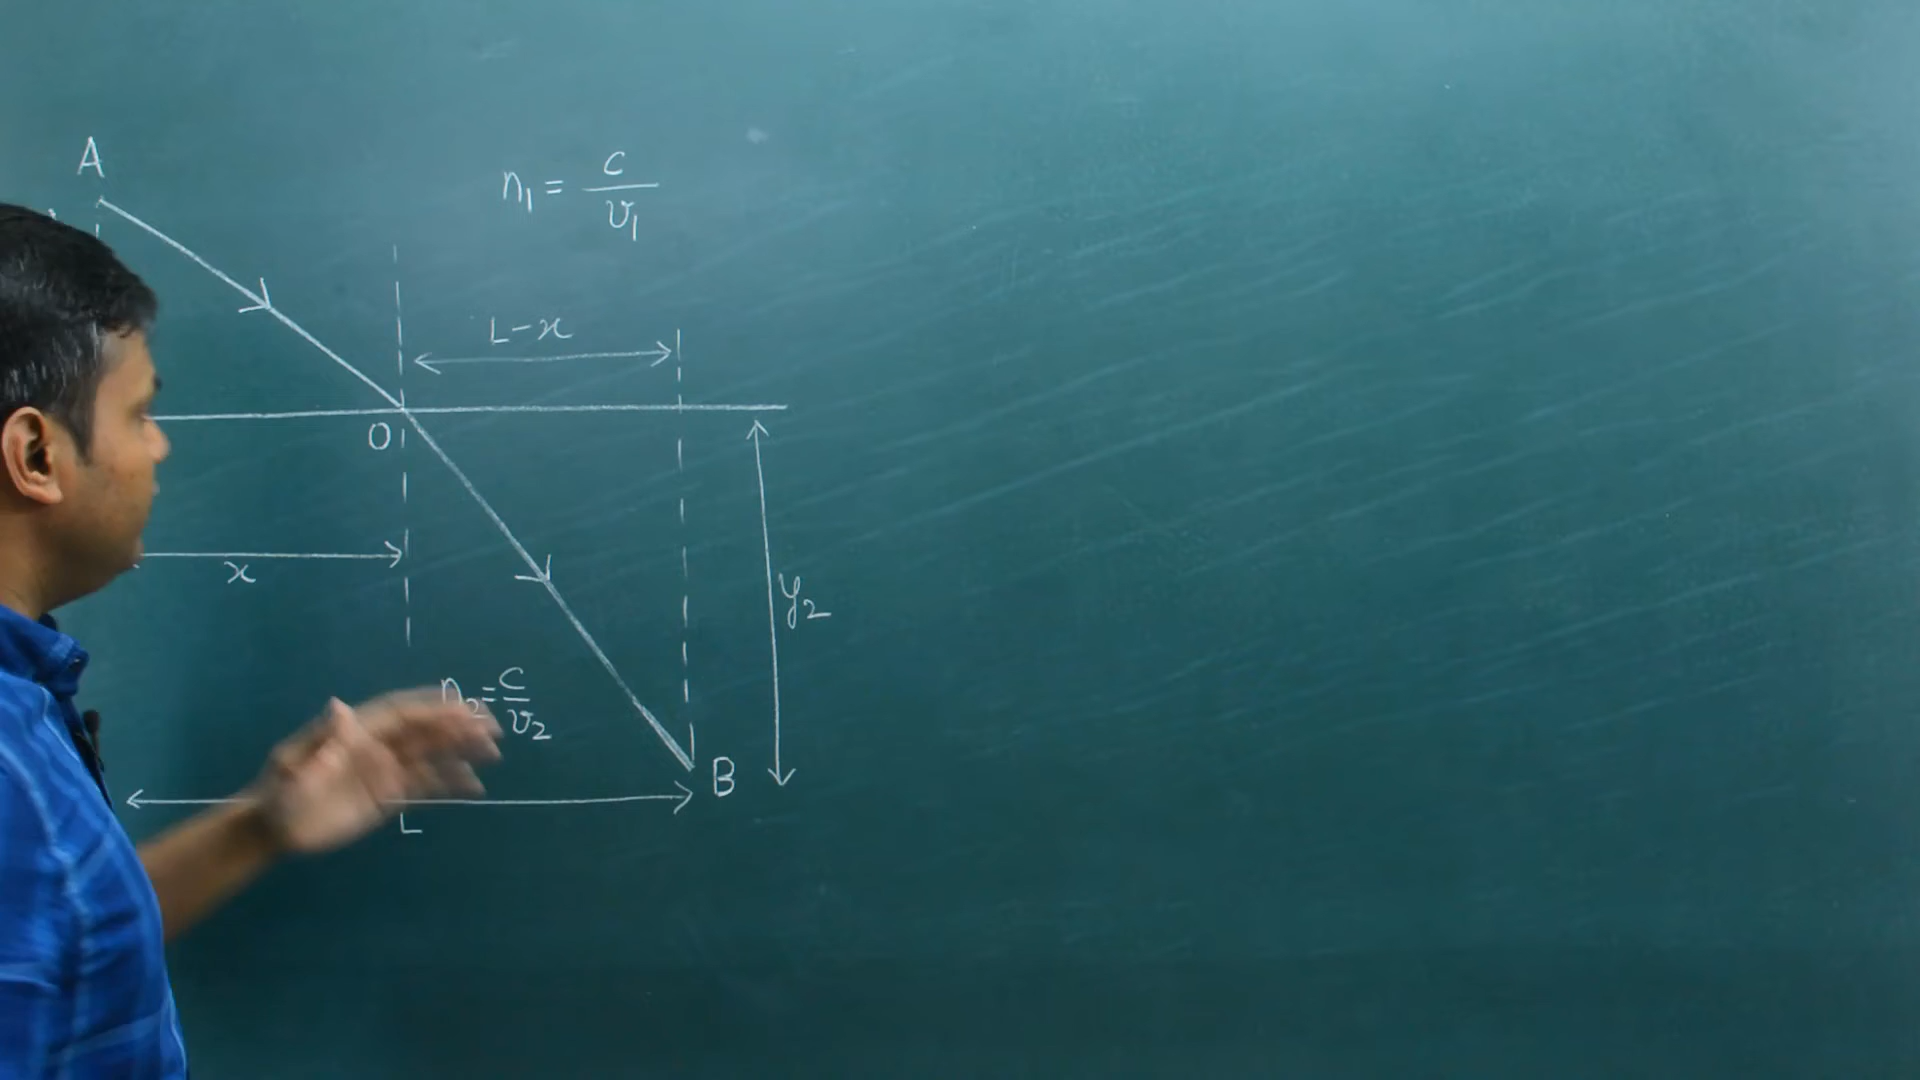 A
n₁ = c/v₁
L-x
O
x
y₂
n₂ = c/v₂
B
L